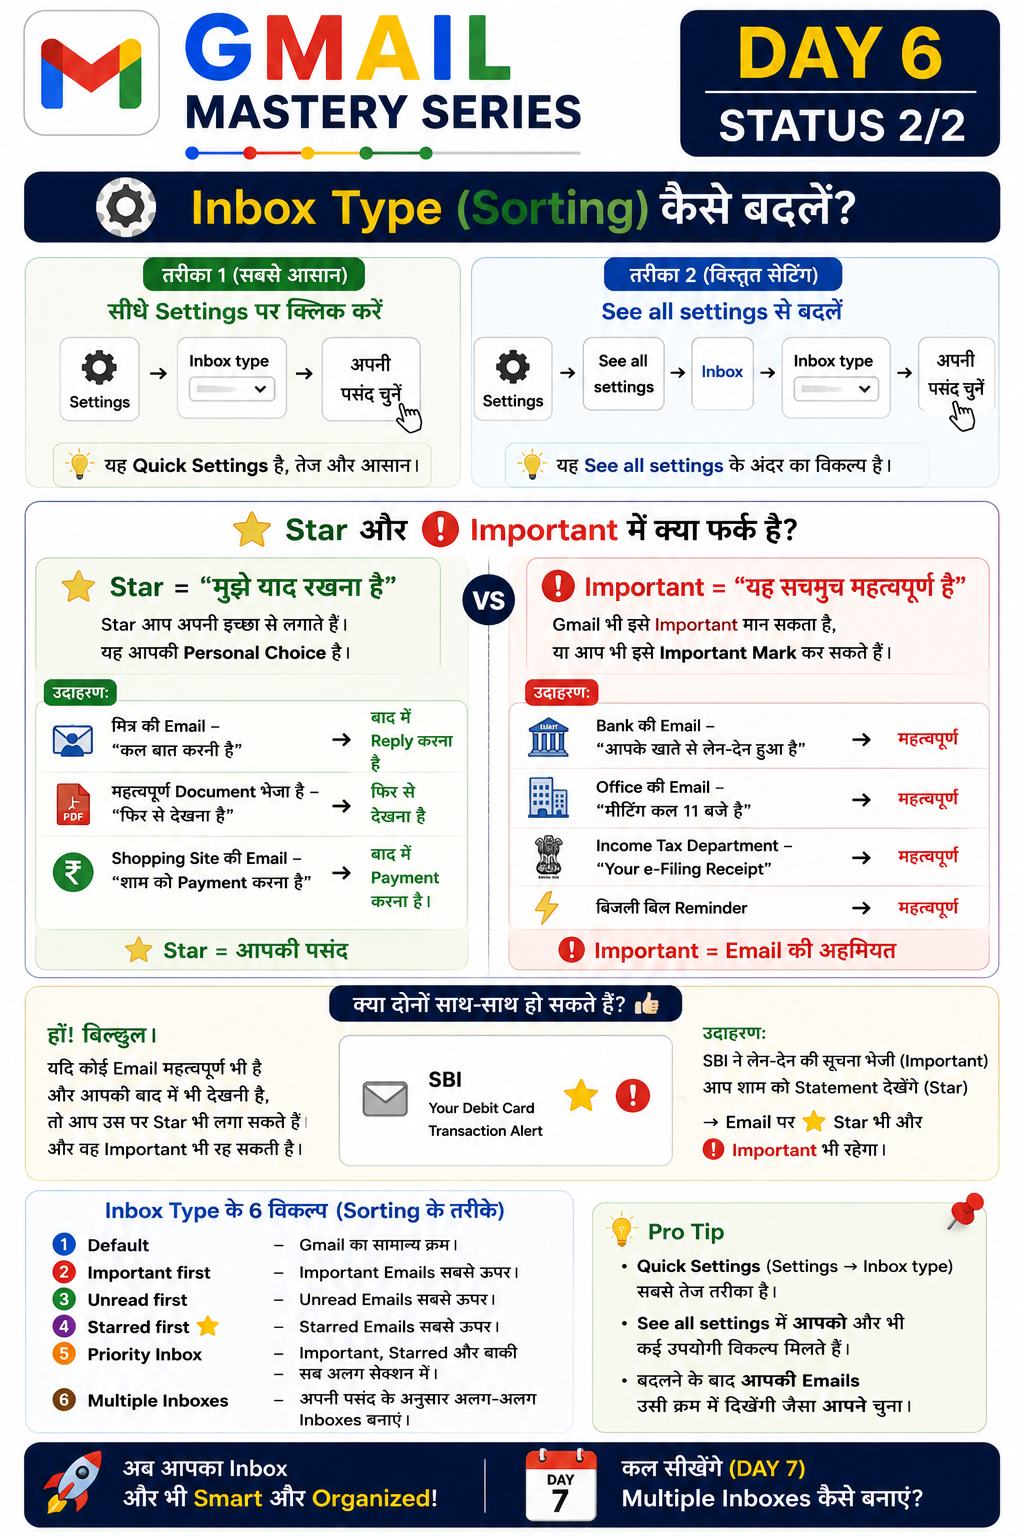 GMAIL
MASTERY SERIES
DAY 6
STATUS 2/2
Inbox Type (Sorting) कैसे बदलें?
तरीका 1 (सबसे आसान)
सीधे Settings पर क्लिक करें
Settings
→
Inbox type
→
अपनी
पसंद चुनें
यह Quick Settings है, तेज और आसान।
तरीका 2 (विस्तृत सेटिंग)
See all settings से बदलें
Settings
→
See all
settings
→
Inbox
→
Inbox type
→
अपनी
पसंद चुनें
यह See all settings के अंदर का विकल्प है।
Star और Important में क्या फर्क है?
Star = “मुझे याद रखना है”
Star आप अपनी इच्छा से लगाते हैं।
यह आपकी Personal Choice है।
उदाहरण:
मित्र की Email –
“कल बात करनी है”
→
बाद में
Reply करना
है
PDF
महत्वपूर्ण Document भेजा है –
“फिर से देखना है”
→
फिर से
देखना है
₹
Shopping Site की Email –
“शाम को Payment करना है”
→
बाद में
Payment
करना है।
Star = आपकी पसंद
VS
Important = “यह सचमुच महत्वयूर्ण है”
Gmail भी इसे Important मान सकता है,
या आप भी इसे Important Mark कर सकते हैं।
उदाहरण:
Bank की Email –
“आपके खाते से लेन-देन हुआ है”
→
महत्वपूर्ण
Office की Email –
“मीटिंग कल 11 बजे है”
→
महत्वपूर्ण
Income Tax Department –
“Your e-Filing Receipt”
→
महत्वपूर्ण
बिजली बिल Reminder
→
महत्वपूर्ण
Important = Email की अहमियत
क्या दोनों साथ-साथ हो सकते हैं?
हों! बिल्ढुल।
यदि कोई Email महत्वपूर्ण भी है
और आपकी बाद में भी देखनी है,
तो आप उस पर Star भी लगा सकते हैं।
और वह Important भी रह सकती है।
SBI
Your Debit Card
Transaction Alert
उदाहरण:
SBI ने लेन-देन की सूचना भेजी (Important)
आप शाम को Statement देखेंगे (Star)
→ Email पर Star भी और
Important भी रहेगा।
Inbox Type के 6 विकल्प (Sorting के तरीके)
1 Default – Gmail का सामान्य क्रम।
2 Important first – Important Emails सबसे ऊपर।
3 Unread first – Unread Emails सबसे ऊपर।
4 Starred first – Starred Emails सबसे ऊपर।
5 Priority Inbox – Important, Starred और बाकी
– सब अलग सेक्शन में।
6 Multiple Inboxes – अपनी पसंद के अनुसार अलग-अलग
Inboxes बनाएं।
Pro Tip
• Quick Settings (Settings → Inbox type)
सबसे तेज तरीका है।
• See all settings में आपको और भी
कई उपयोगी विकल्प मिलते हैं।
• बदलने के बाद आपकी Emails
उसी क्रम में दिखेंगी जैसा आपने चुना।
अब आपका Inbox
और भी Smart और Organized!
DAY
7
कल सीखेंगे (DAY 7)
Multiple Inboxes कैसे बनाएं?